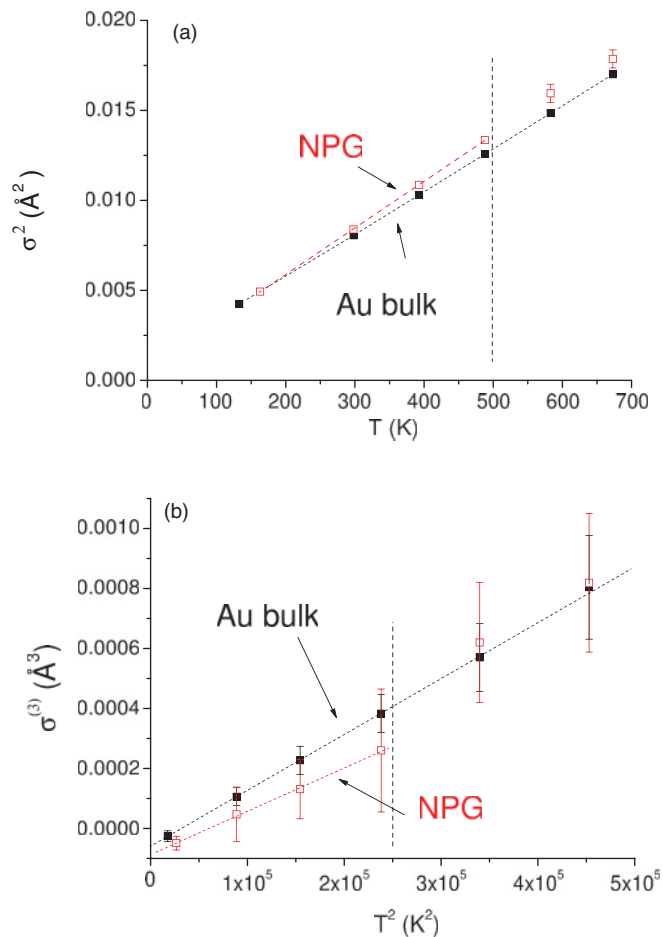 (a)
0.020
0.015
0.010
0.005
0.000
σ² (Å²)
NPG
Au bulk
0 100 200 300 400 500 600 700
T (K)
(b)
0.0010
0.0008
0.0006
0.0004
0.0002
0.0000
σ⁽³⁾ (Å³)
Au bulk
NPG
0 1x10⁵ 2x10⁵ 3x10⁵ 4x10⁵ 5x10⁵
T² (K²)